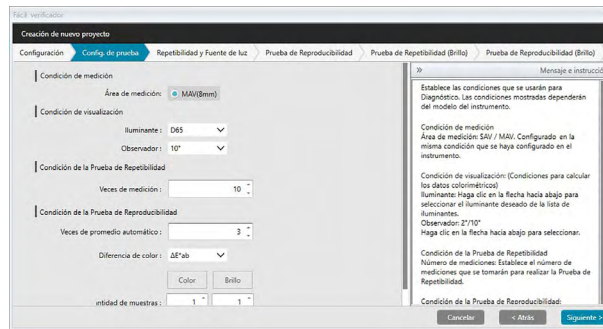 Fácil verificador
Creación de nuevo proyecto
Configuración
Config. de prueba
Repetibilidad y Fuente de luz
Prueba de Reproducibilidad
Prueba de Repetibilidad (Brillo)
Prueba de Reproducibilidad (Brillo)
Condición de medición
Área de medición:
MAV(8mm)
Condición de visualización
Iluminante :
D65
Observador :
10°
Condición de la Prueba de Repetibilidad
Veces de medición :
10
Condición de la Prueba de Reproducibilidad
Veces de promedio automático :
3
Diferencia de color :
ΔE*ab
Color
Brillo
ntidad de muestras :
1
1
»
Mensaje e instrucció
Establece las condiciones que se usarán para
Diagnóstico. Las condiciones mostradas dependerán
del modelo del instrumento.
Condición de medición
Área de medición: SAV / MAV. Configurado en la
misma condición que se haya configurado en el
instrumento.
Condición de visualización: (Condiciones para calcular
los datos colorimétricos)
Iluminante: Haga clic en la flecha hacia abajo para
seleccionar el iluminante deseado de la lista de
iluminantes.
Observador: 2°/10°
Haga clic en la flecha hacia abajo para seleccionar.
Condición de la Prueba de Repetibilidad
Número de mediciones: Establece el número de
mediciones que se tomarán para realizar la Prueba de
Repetibilidad.
Condición de la Prueba de Reproducibilidad:
Cancelar
< Atrás
Siguiente >